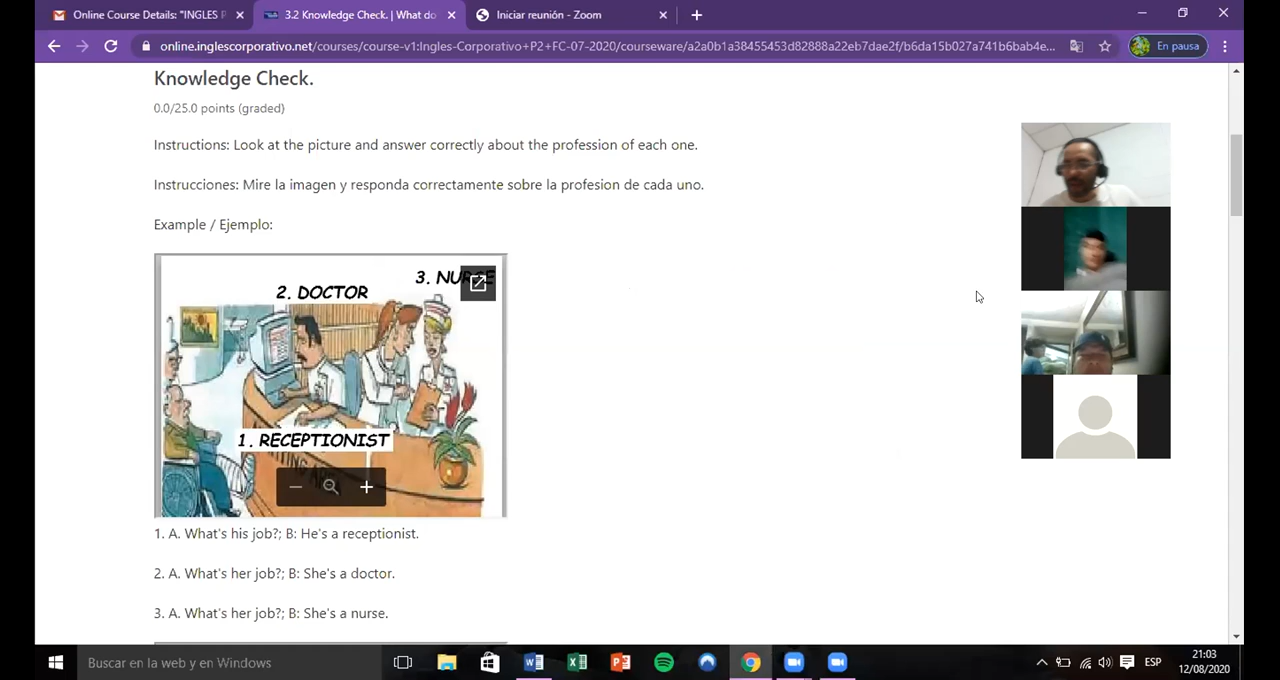 Online Course Details: "INGLES P
3.2 Knowledge Check. | What do
Iniciar reunión - Zoom
online.inglescorporativo.net/courses/course-v1:Ingles-Corporativo+P2+FC-07-2020/courseware/a2a0b1a38455453d82888a22eb7dae2f/b6da15b027a741b6bab4e...
En pausa
Knowledge Check.
0.0/25.0 points (graded)
Instructions: Look at the picture and answer correctly about the profession of each one.
Instrucciones: Mire la imagen y responda correctamente sobre la profesion de cada uno.
Example / Ejemplo:
3. NURSE
2. DOCTOR
1. RECEPTIONIST
1. A. What's his job?; B: He's a receptionist.
2. A. What's her job?; B: She's a doctor.
3. A. What's her job?; B: She's a nurse.
Buscar en la web y en Windows
ESP
21:03
12/08/2020